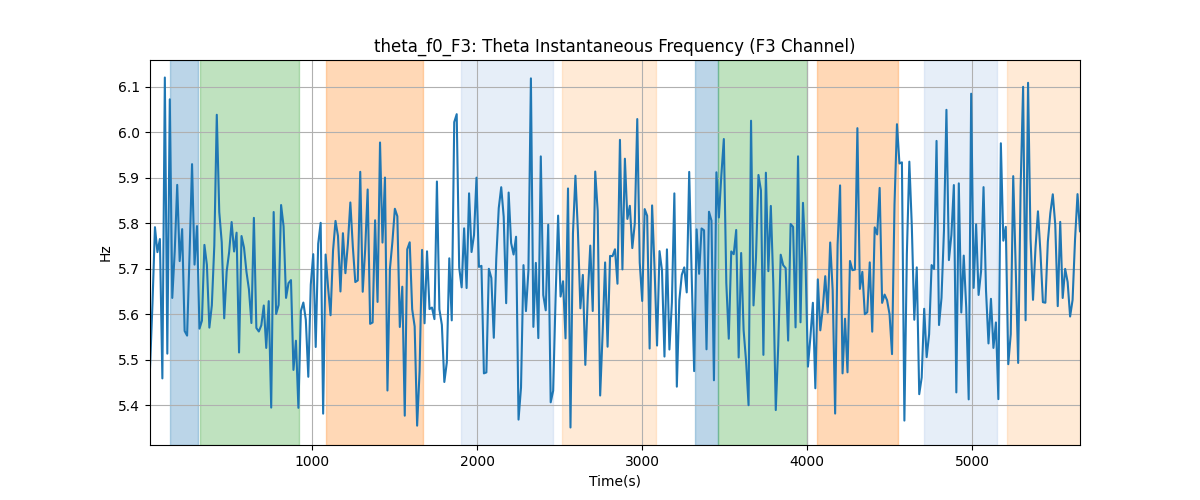 theta_f0_F3: Theta Instantaneous Frequency (F3 Channel)
6.1
6.0
5.9
5.8
5.7
5.6
5.5
5.4
Hz
1000 2000 3000 4000 5000
Time(s)